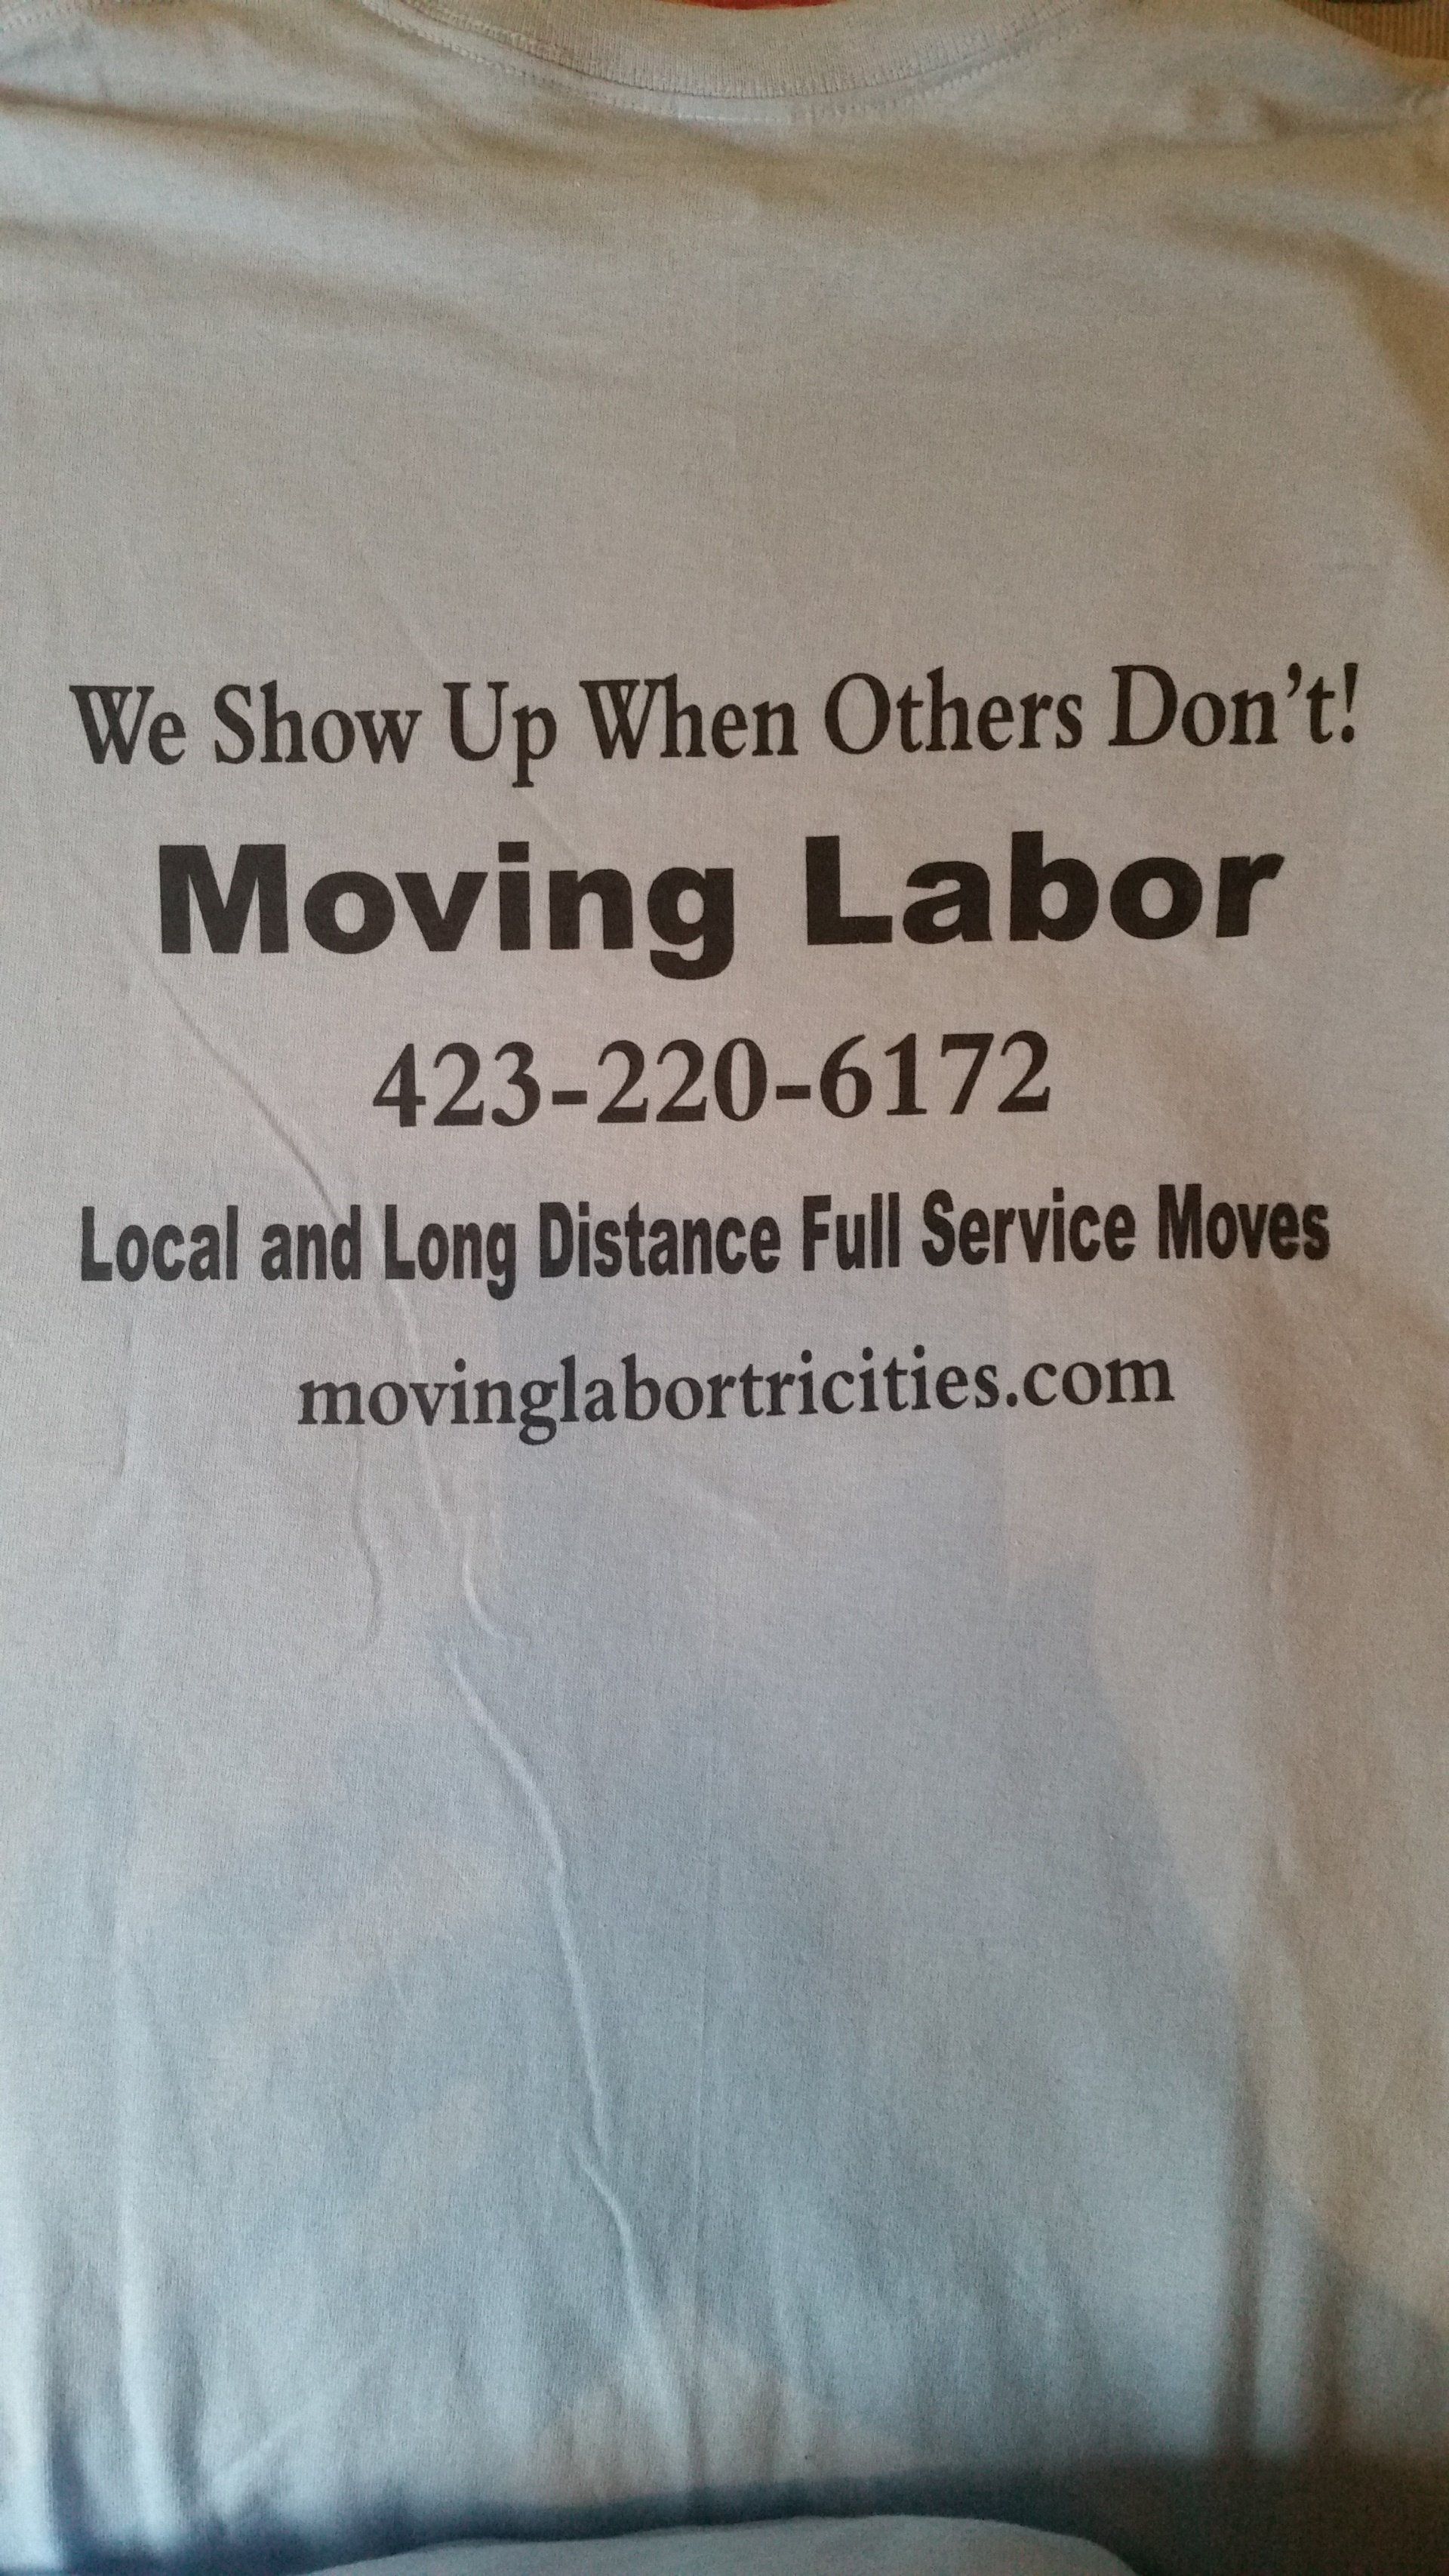 We Show Up When Others Don't!
Moving Labor
423-220-6172
Local and Long Distance Full Service Moves
movinglabortricities.com